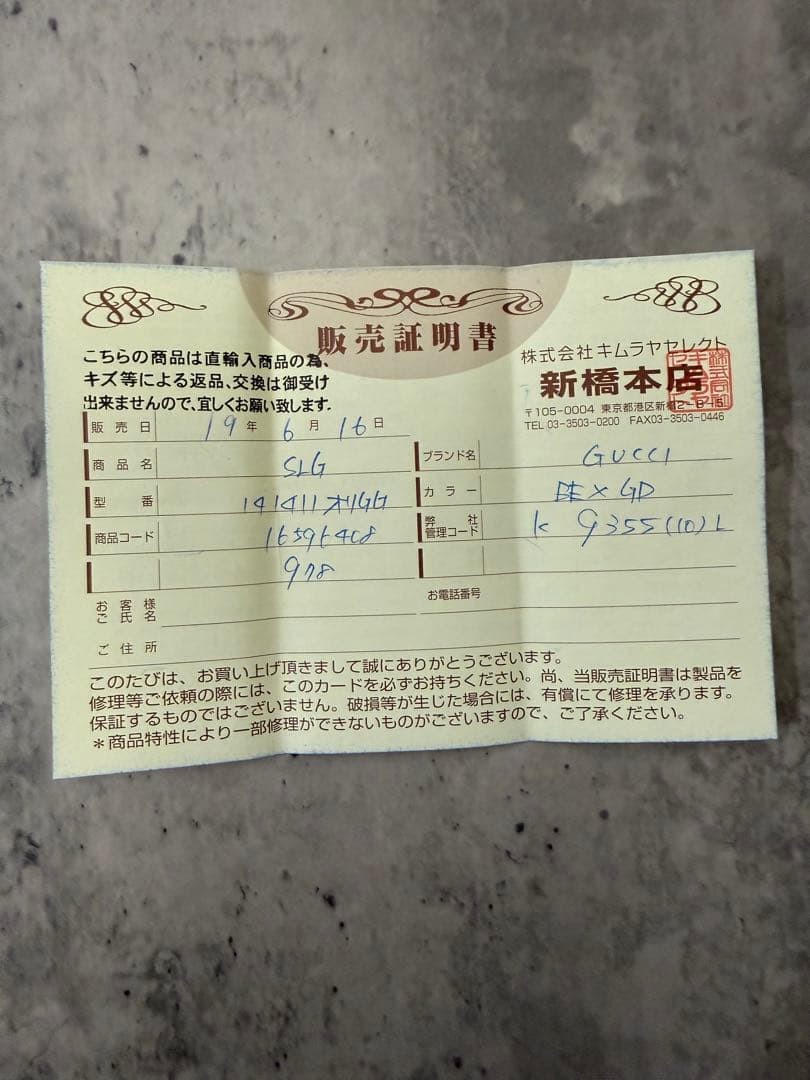 販売証明書
こちらの商品は直輸入商品の為、
キズ等による返品、交換は御受け
出来ませんので、宜しくお願い致します。
株式会社キムラヤセレクト
新橋本店
〒105-0004 東京都港区新橋2-8-5
TEL 03-3503-0200 FAX03-3503-0446
販売日 19年6月16日
商品名 SLG
ブランド名 GUCCI
型番 141411
カラー BE×GD
商品コード
弊社管理コード K 9355(10)L
978
お客様ご氏名
お電話番号
ご住所
このたびは、お買い上げ頂きまして誠にありがとうございます。
修理等ご依頼の際には、このカードを必ずお持ちください。尚、当販売証明書は製品を
保証するものではございません。破損等が生じた場合には、有償にて修理を承ります。
＊商品特性により一部修理ができないものがございますので、ご了承ください。